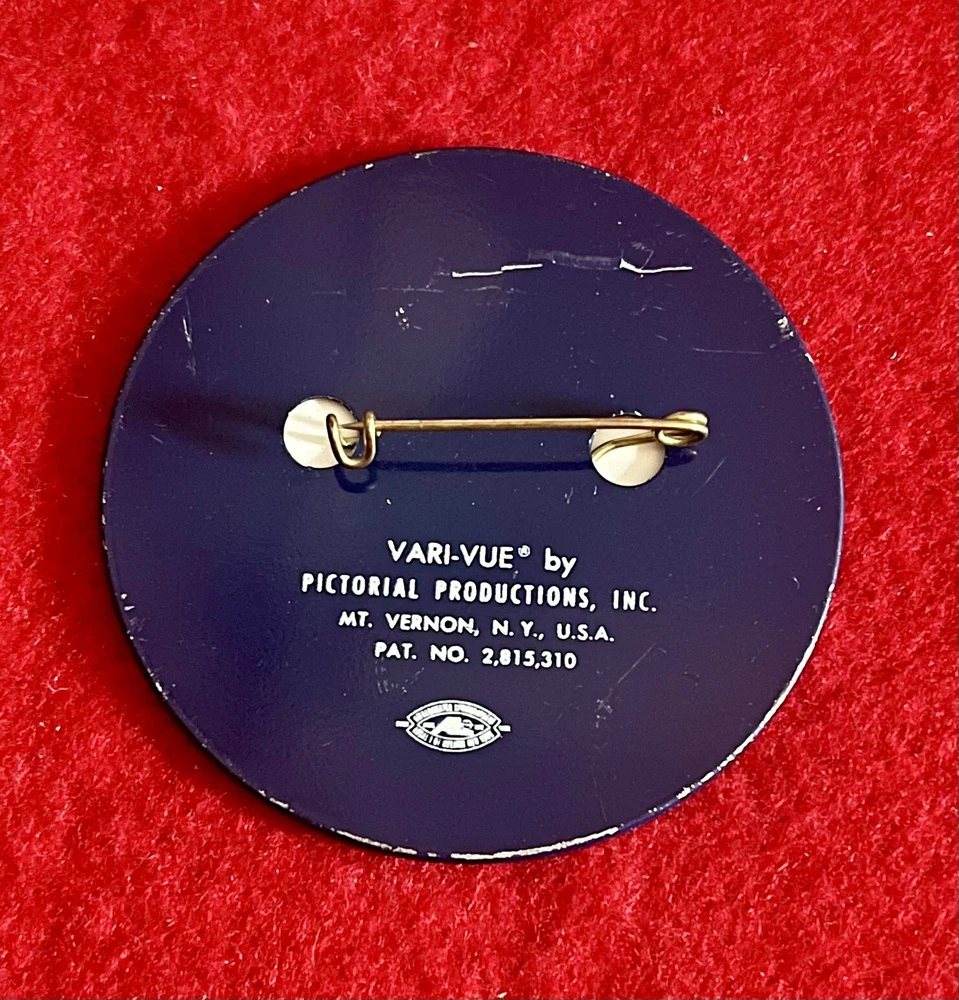 VARI-VUE® by
PICTORIAL PRODUCTIONS, INC.
MT. VERNON, N.Y., U.S.A.
PAT. NO. 2,815,310